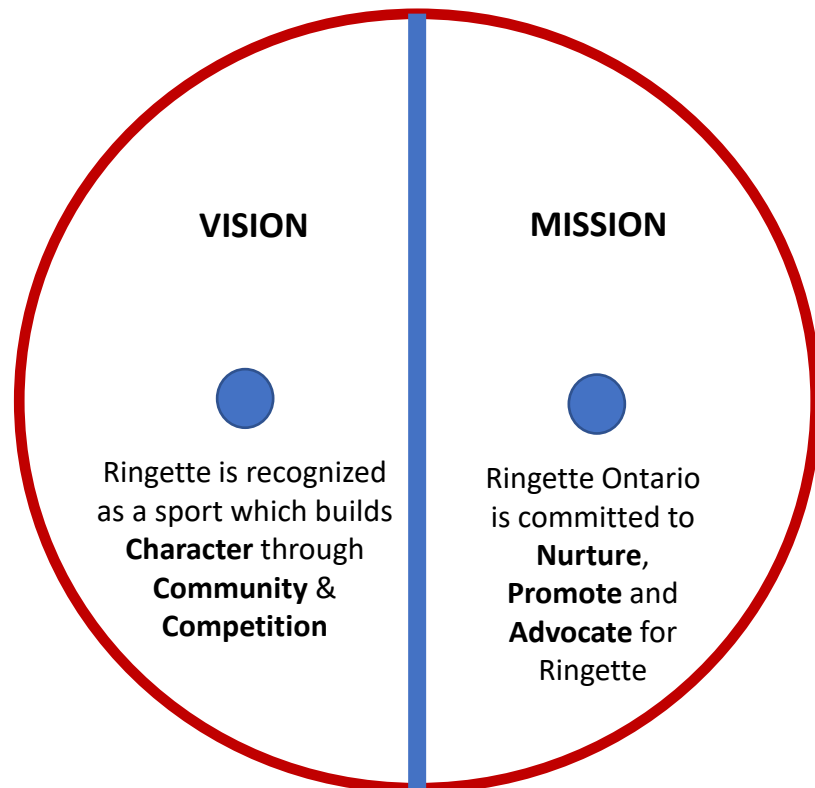 VISION
Ringette is recognized
as a sport which builds
Character through
Community &
Competition
MISSION
Ringette Ontario
is committed to
Nurture,
Promote and
Advocate for
Ringette